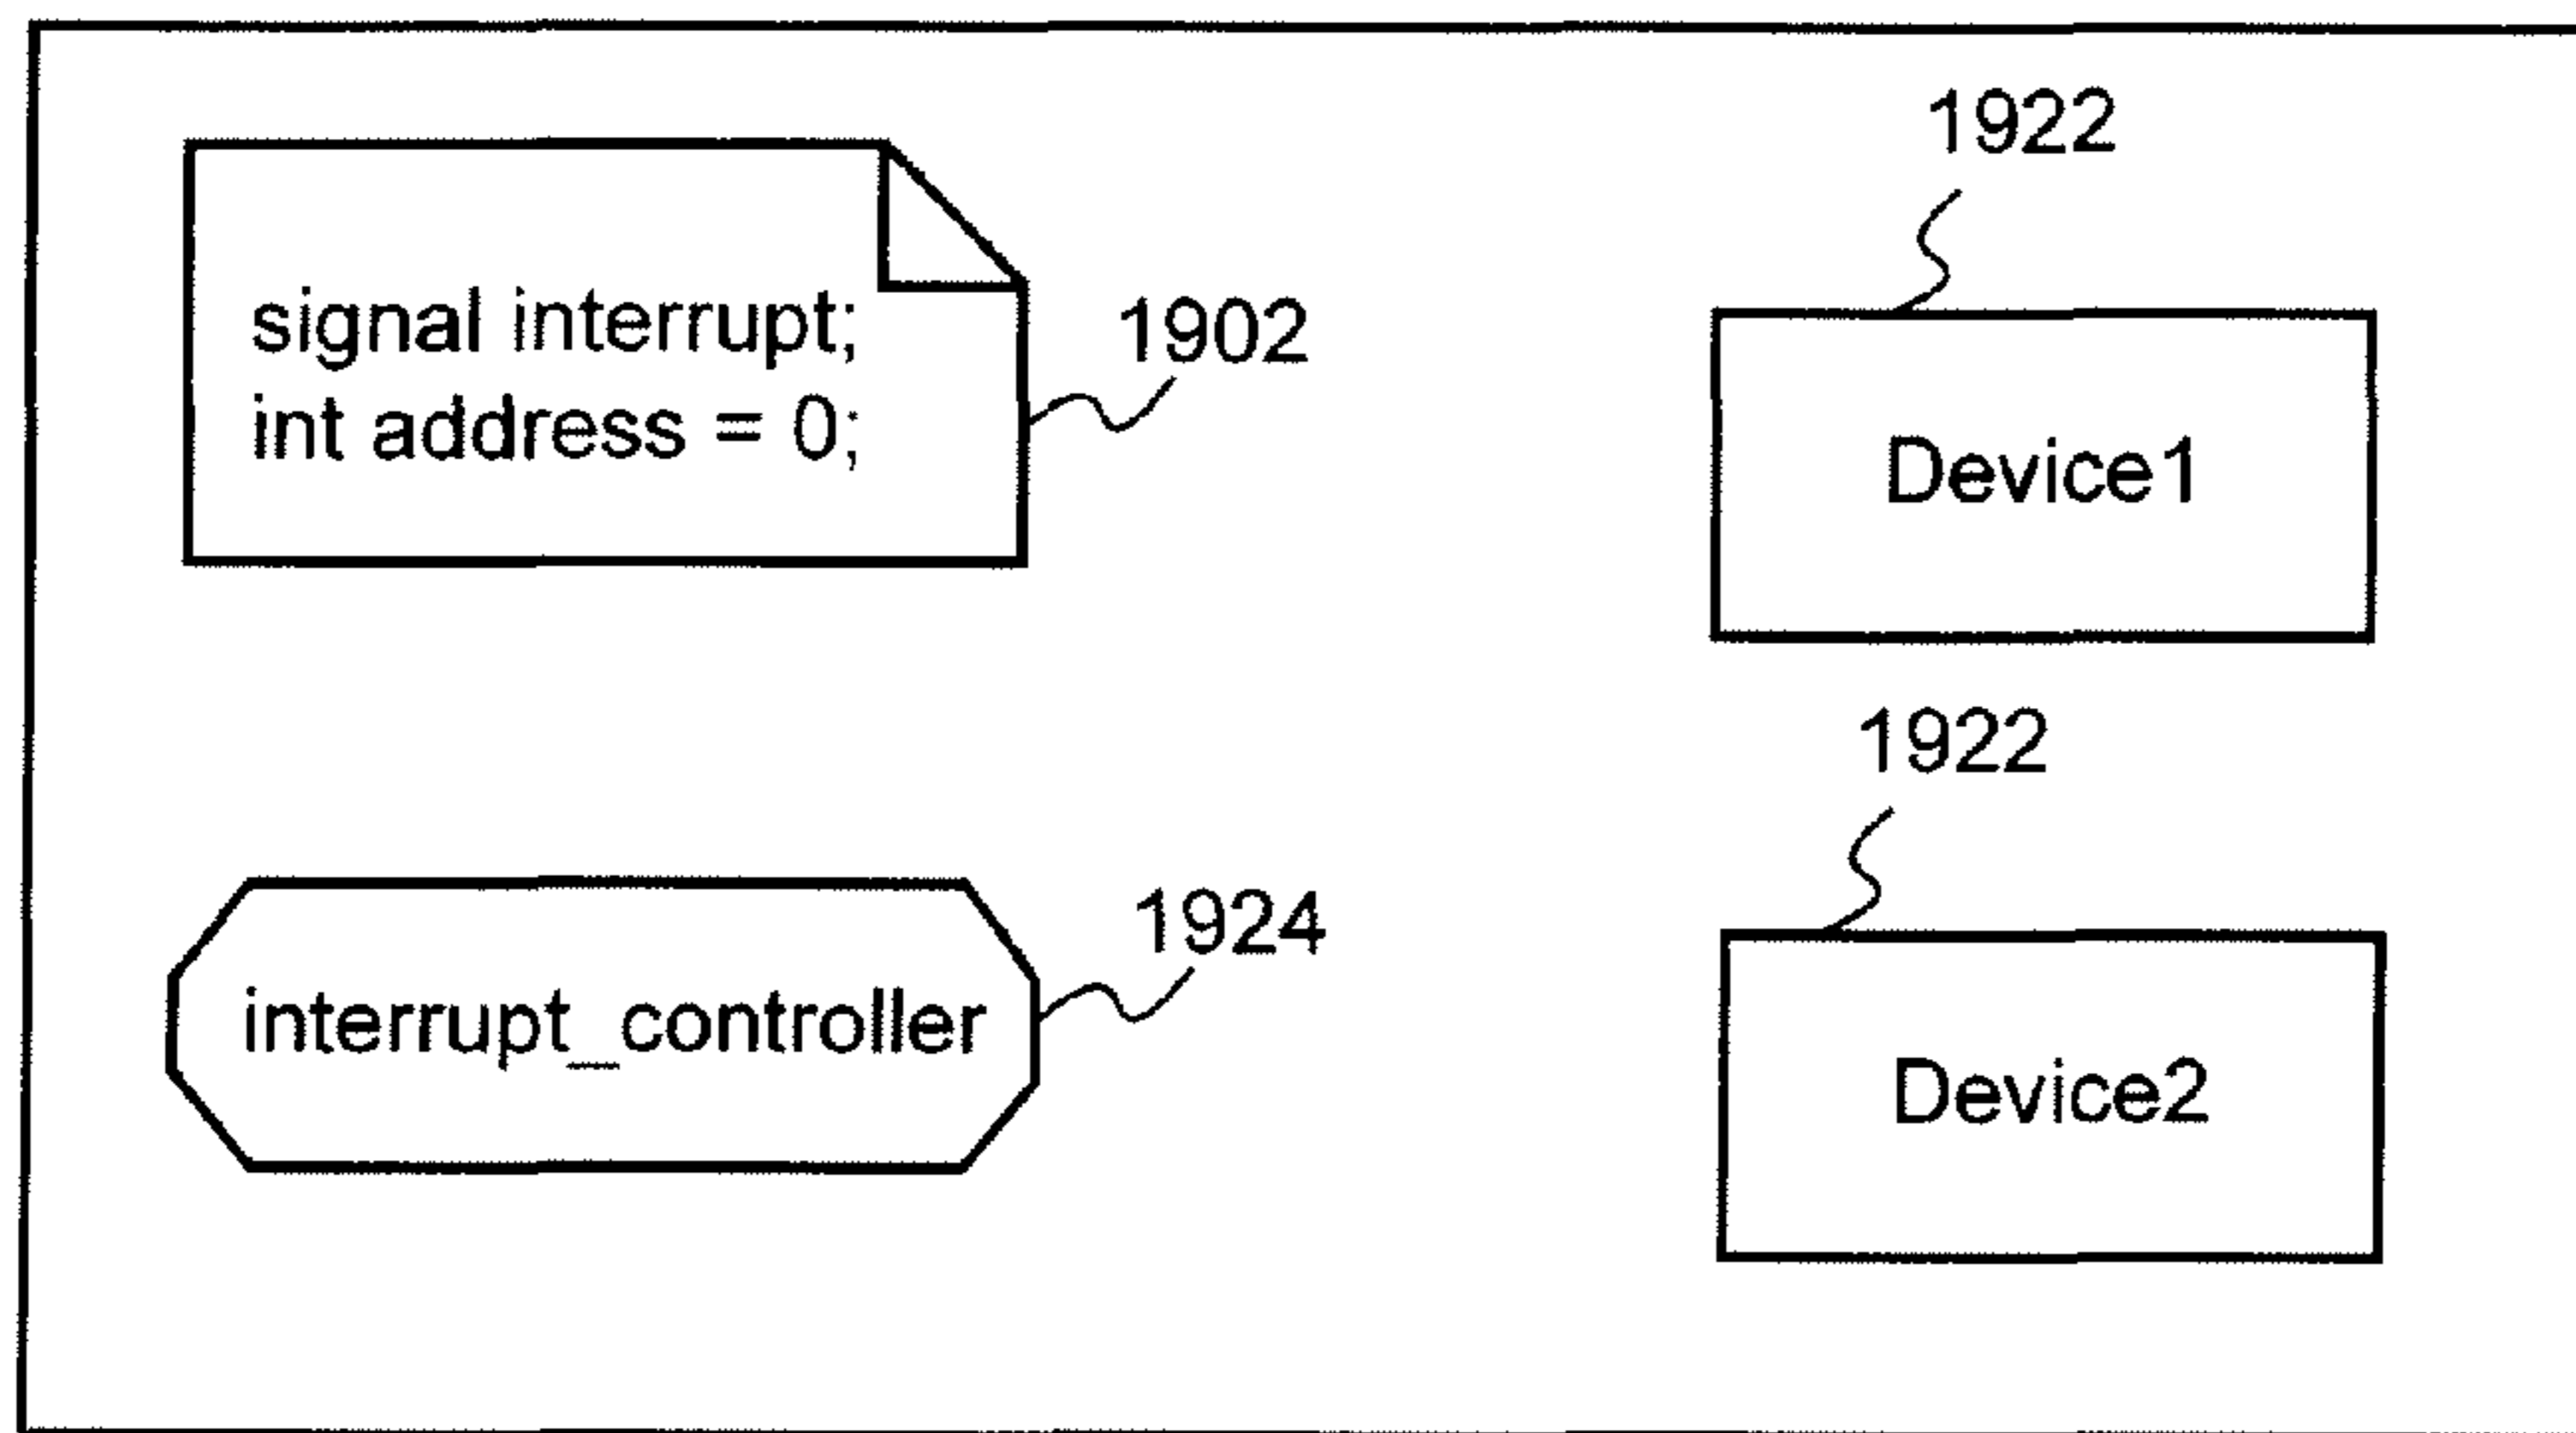 1922
signal interrupt;
int address = 0;
1902
Device1
1922
interrupt_controller
1924
Device2